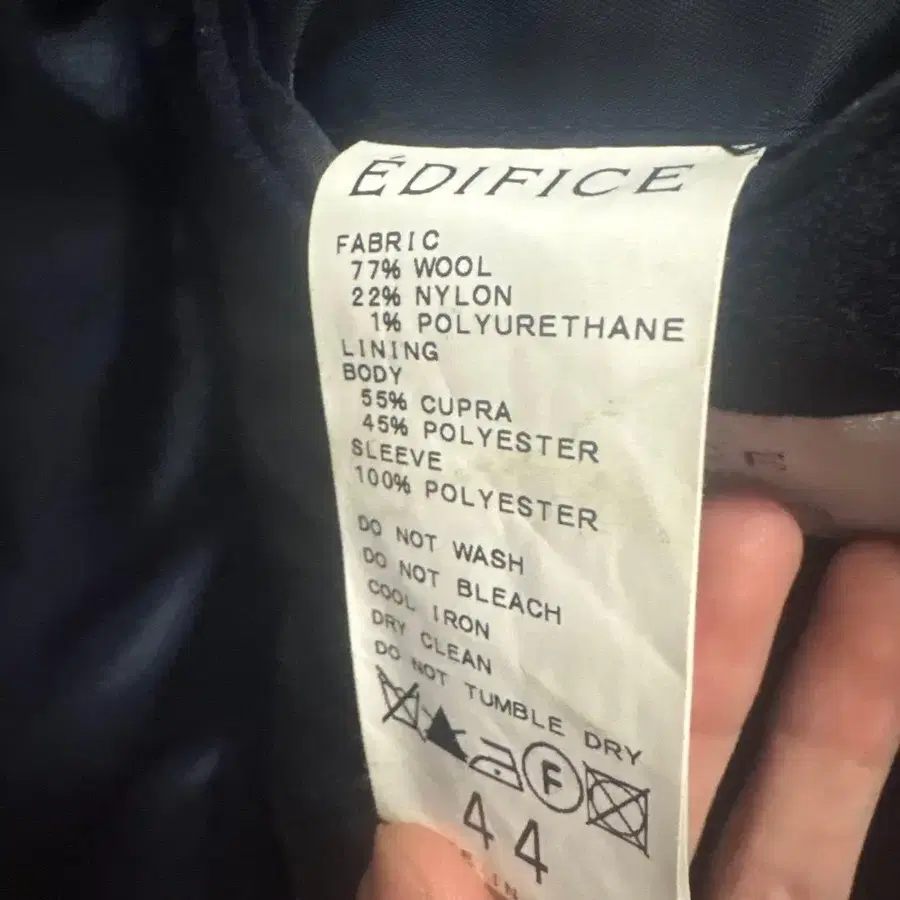 ÉDIFICE
FABRIC
77% WOOL
22% NYLON
1% POLYURETHANE
LINING
BODY
55% CUPRA
45% POLYESTER
SLEEVE
100% POLYESTER
DO NOT WASH
DO NOT BLEACH
COOL IRON
DRY CLEAN
DO NOT TUMBLE DRY
F
44
IN